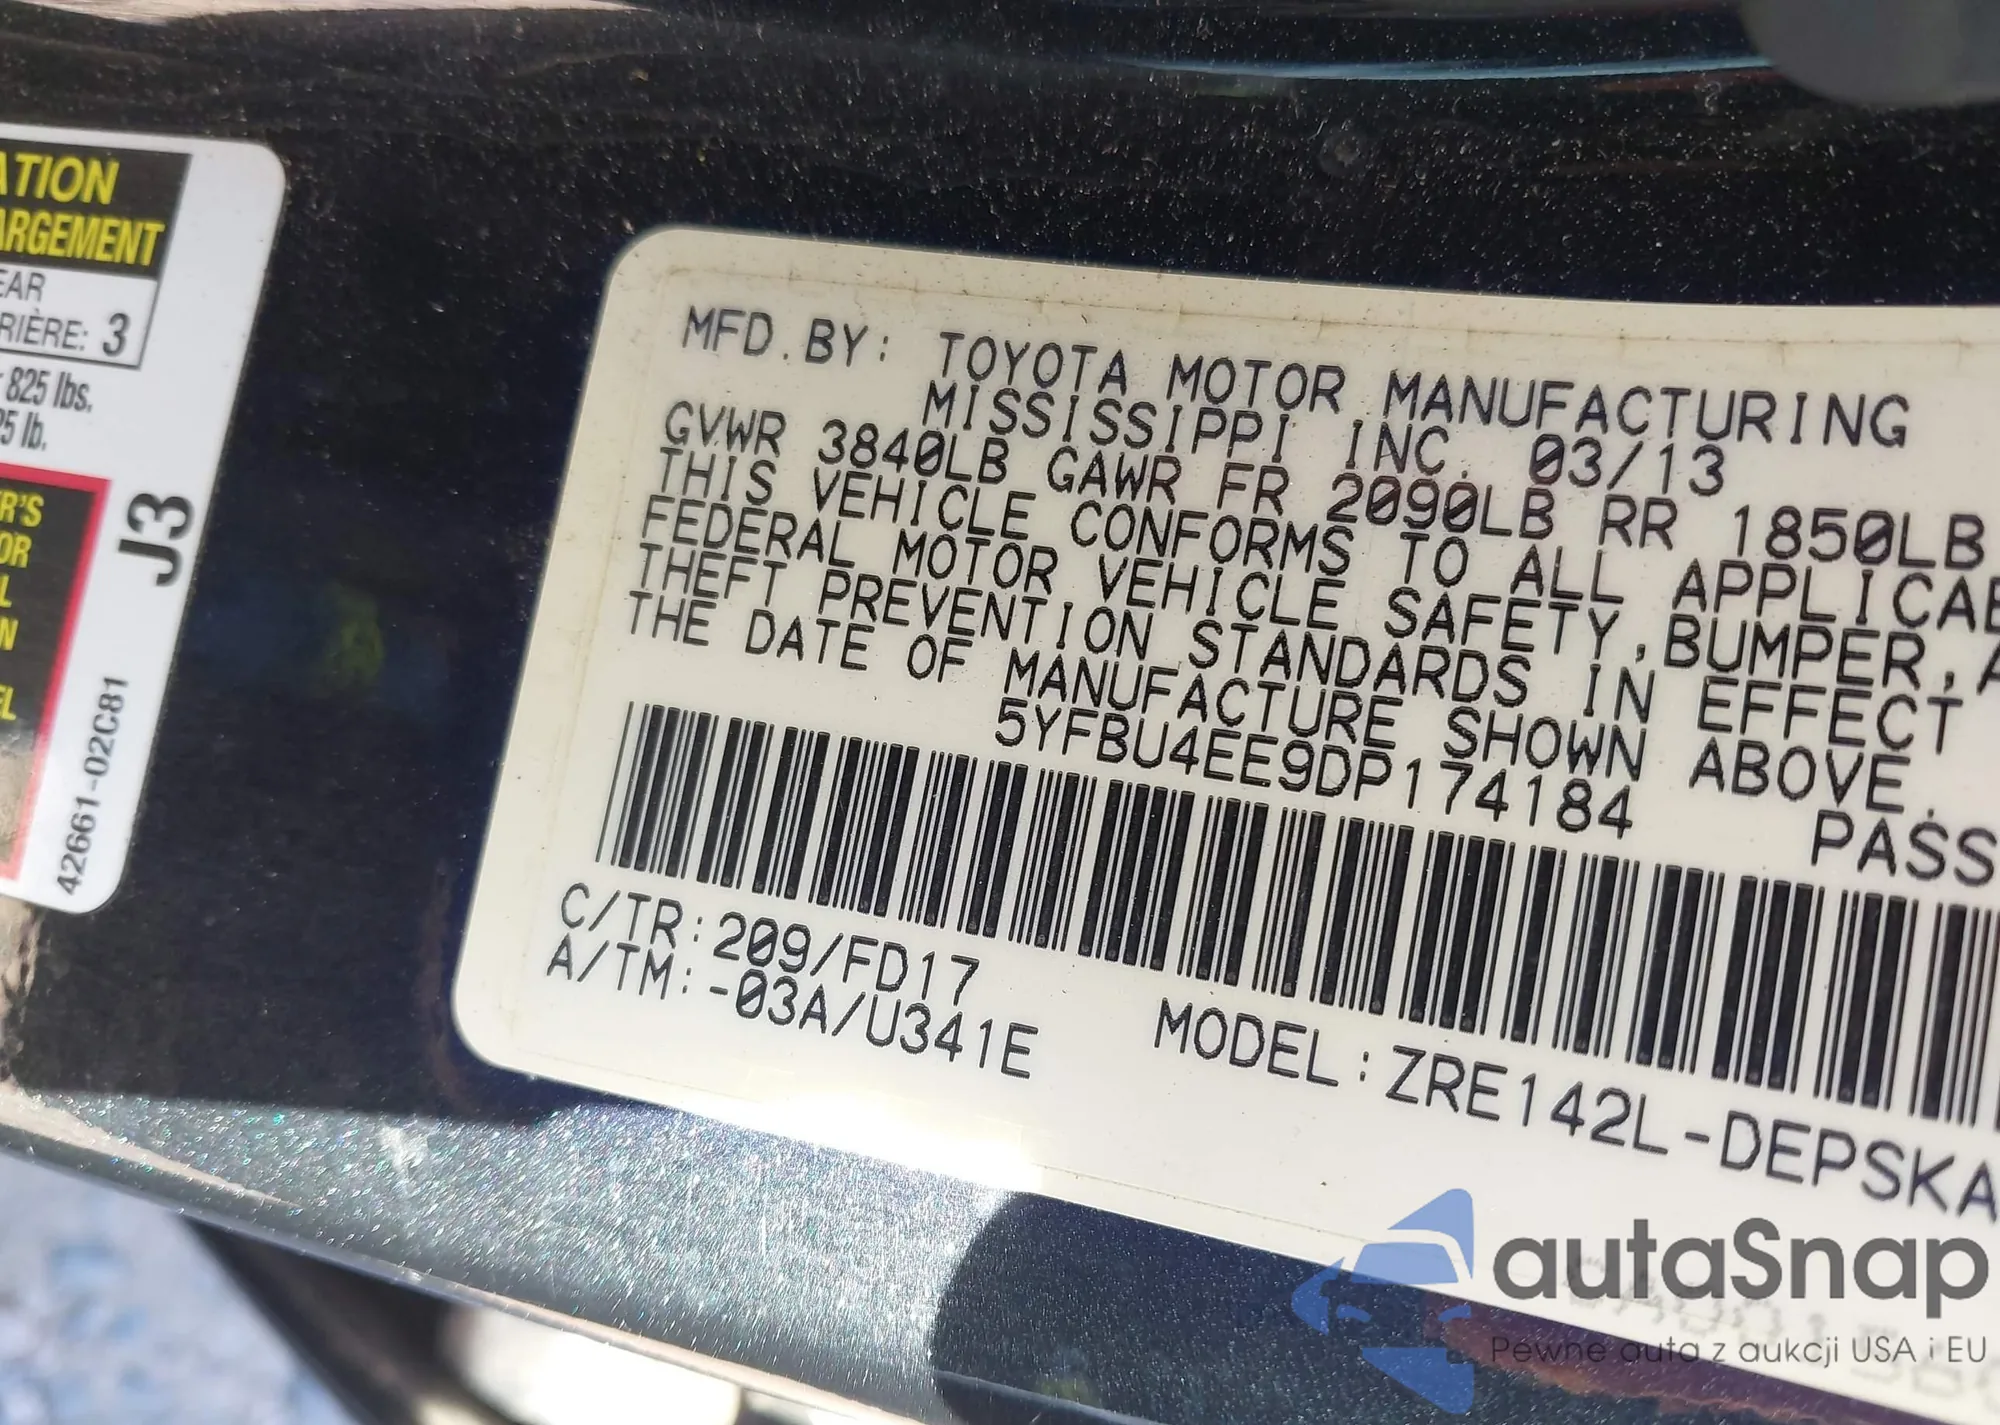 ATION
ARGEMENT
EAR
RIÈRE: 3
825 lbs.
5 lb.
R'S
OR
L
N
EL
J3
42661-02C81
MFD.BY: TOYOTA MOTOR MANUFACTURING
MISSISSIPPI INC. 03/13
GVWR 3840LB GAWR FR 2090LB RR 1850LB
THIS VEHICLE CONFORMS TO ALL APPLICAB
FEDERAL MOTOR VEHICLE SAFETY,BUMPER,A
THEFT PREVENTION STANDARDS IN EFFECT
THE DATE OF MANUFACTURE SHOWN ABOVE.
5YFBU4EE9DP174184
PASS
C/TR:209/FD17
A/TM:-03A/U341E
MODEL:ZRE142L-DEPSKA
autaSnap
Pewne auta z aukcji USA i EU